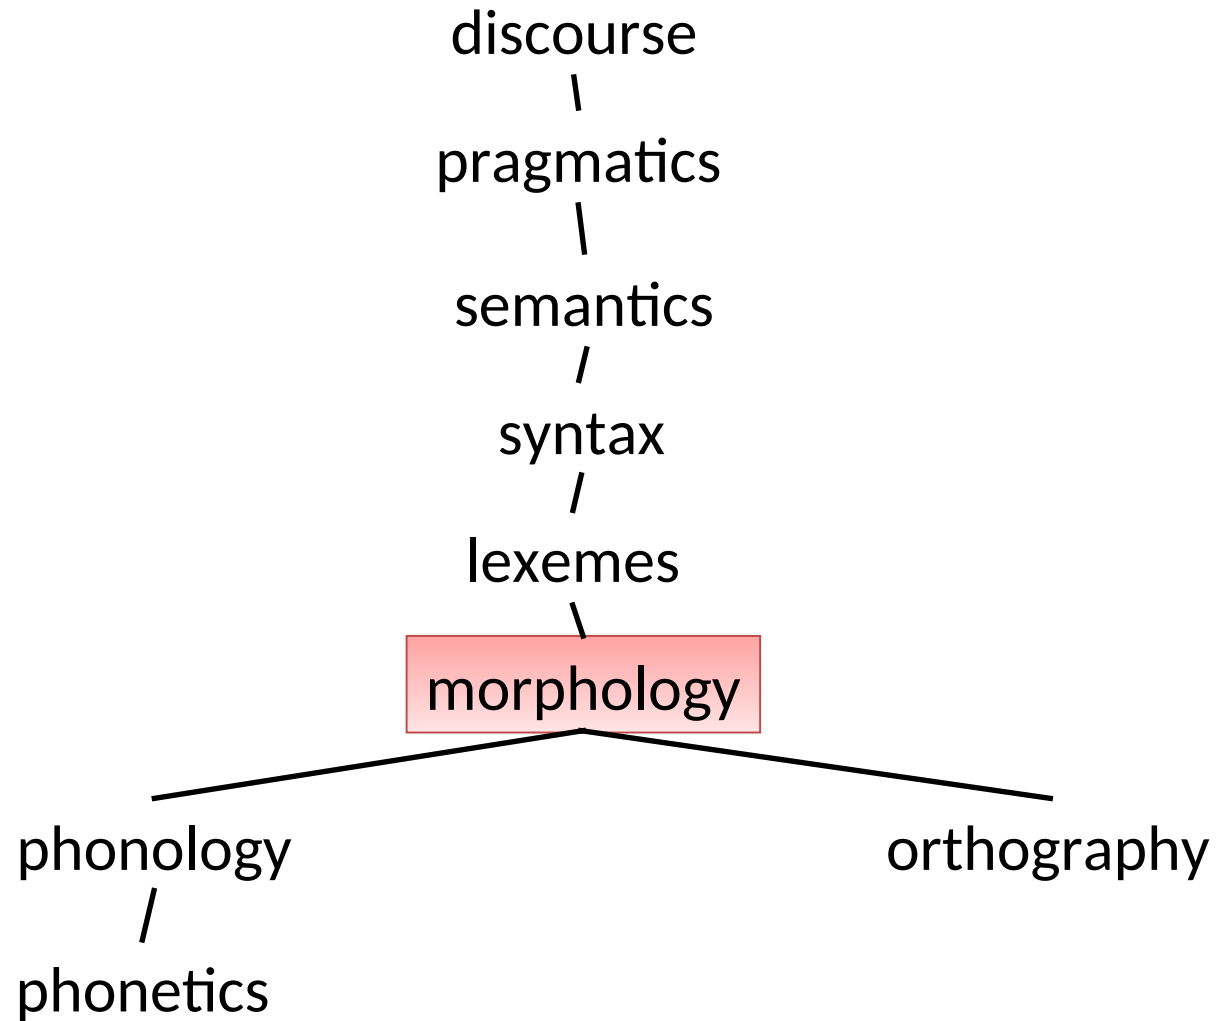 discourse
pragmatics
semantics
syntax
lexemes
morphology
phonology
orthography
phonetics